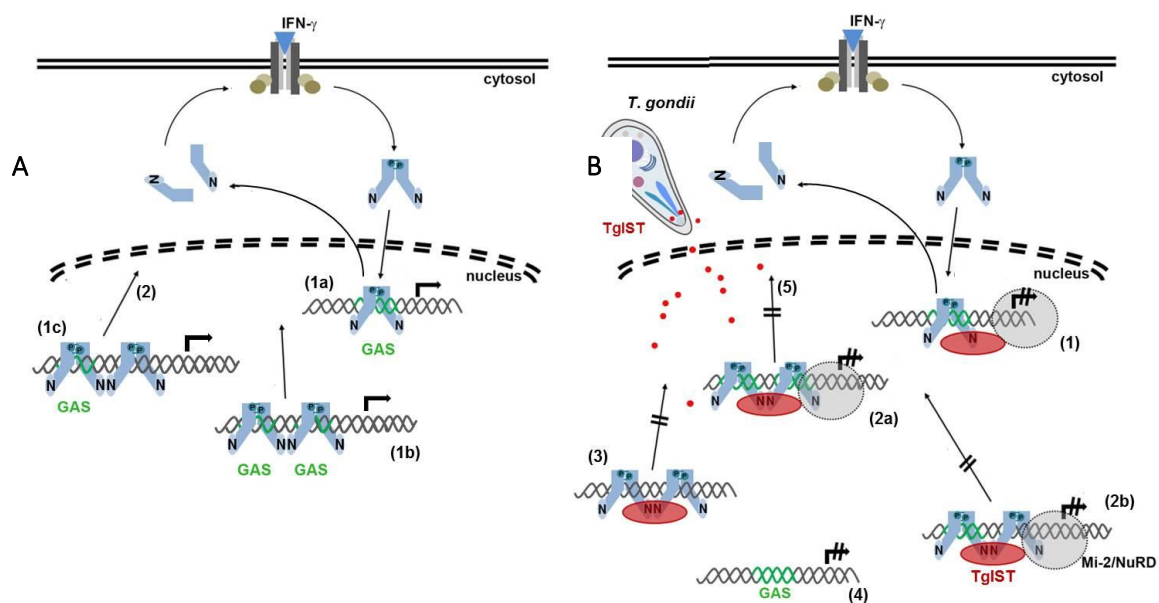 A
IFN-γ
cytosol
P P
N
N
P P
N N
nucleus
(1a)
P P
N N
GAS
(2)
(1c)
P P P P
N NN N
GAS
P P P P
N NN N
GAS GAS
(1b)
B
IFN-γ
cytosol
T. gondii
TgIST
N
N
P P
N N
nucleus
P P
N N
(1)
(5)
P P P P
N NN N
(2a)
(3)
P P P P
N NN N
P P P P
N NN N
(2b)
TgIST
Mi-2/NuRD
GAS
(4)